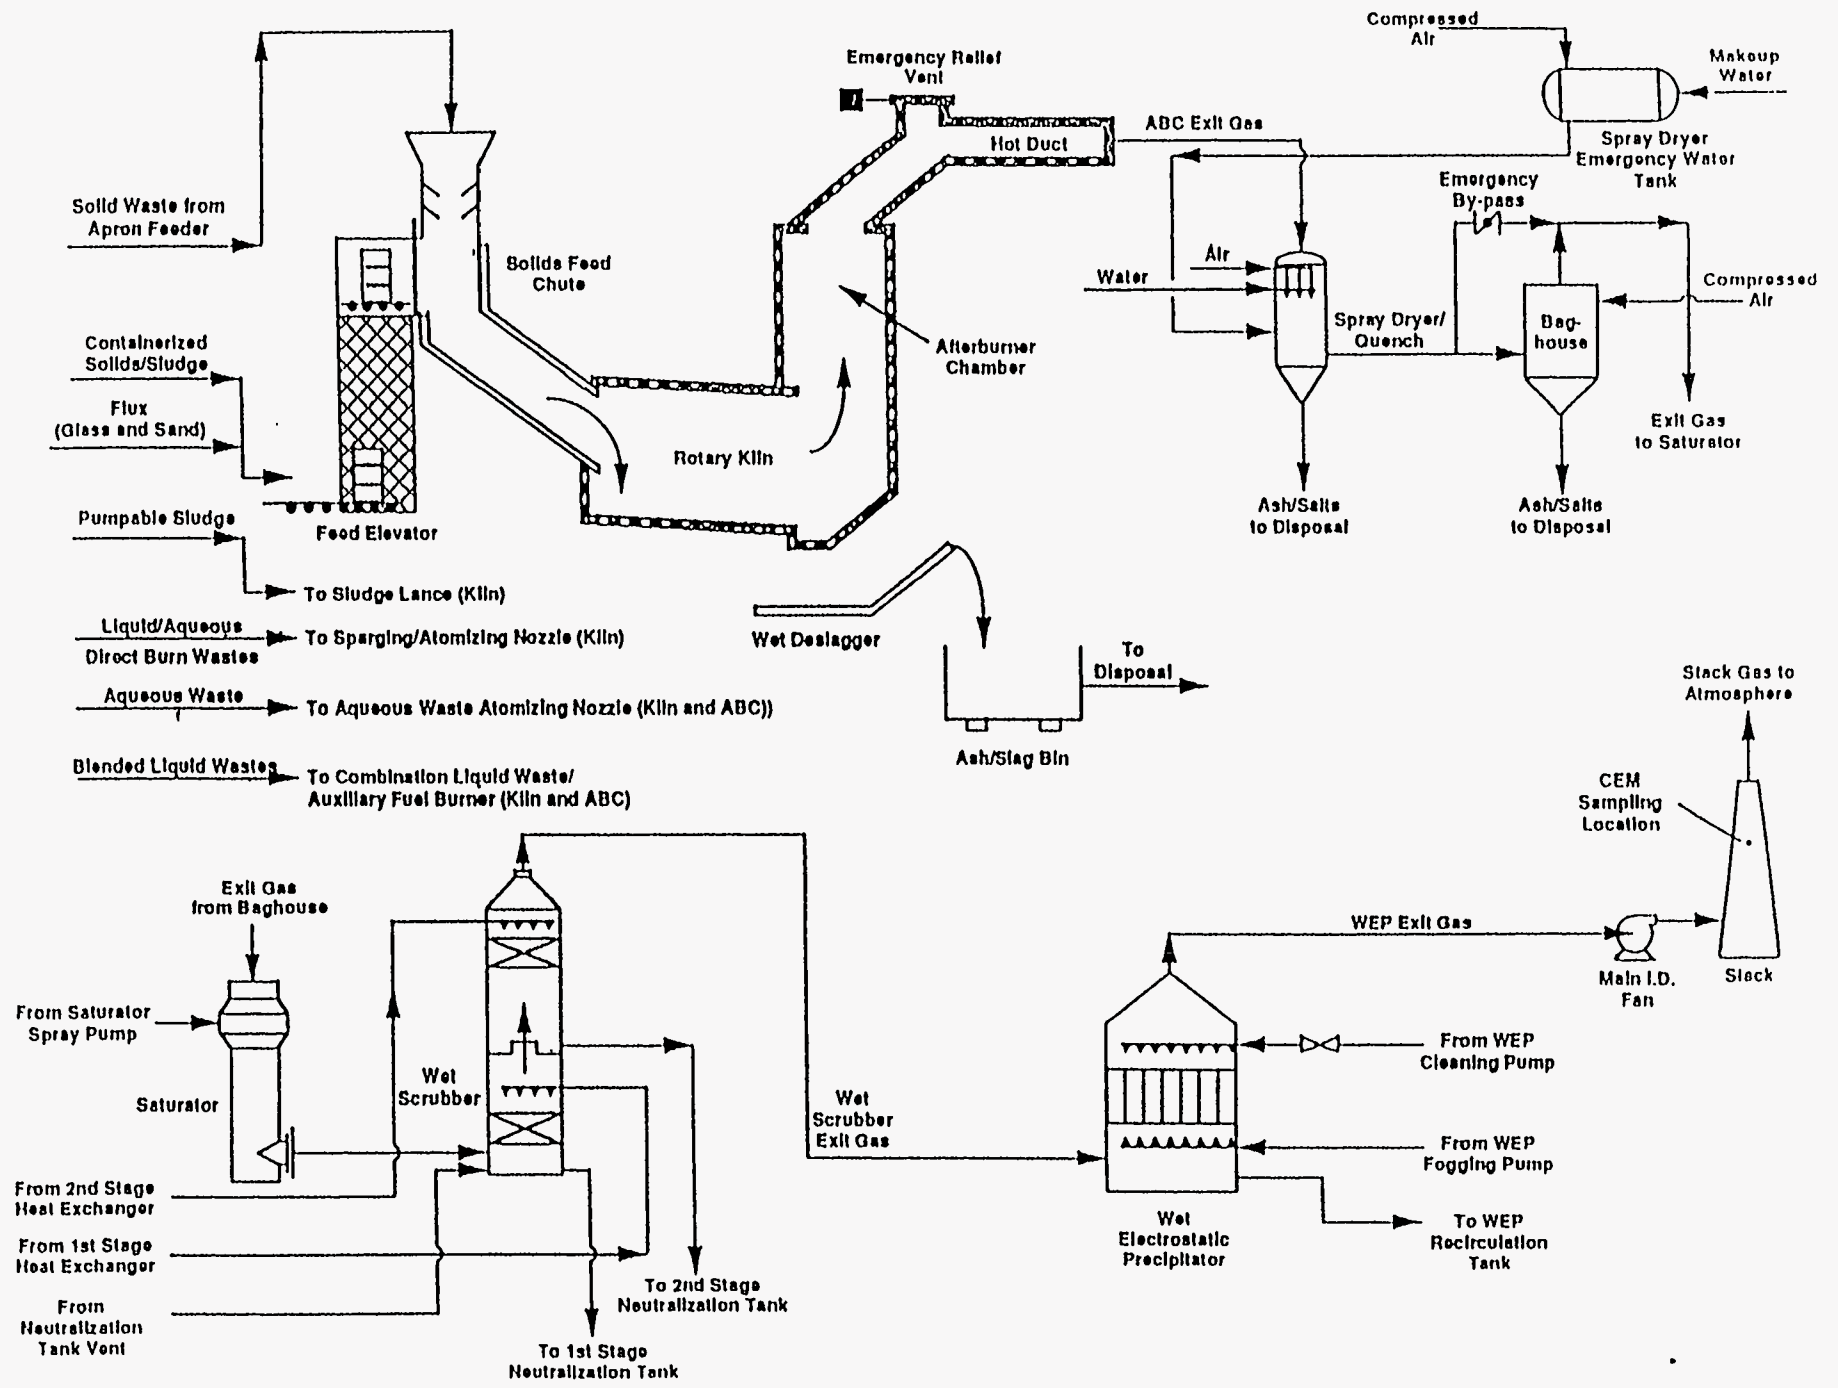 Compressed
Air
Makeup
Water
Spray Dryer
Emergency Water
Tank
Emergency Relief
Vent
Hot Duct
ABC Exit Gas
Emergency
By-pass
Solid Waste from
Apron Feeder
Solids Feed
Chute
Air
Water
Spray Dryer/
Quench
Bag-
house
Compressed
Air
Exit Gas
to Saturator
Afterburner
Chamber
Containerized
Solids/Sludge
Flux
(Glass and Sand)
Rotary Kiln
Ash/Salts
to Disposal
Ash/Salts
to Disposal
Pumpable Sludge
Feed Elevator
To Sludge Lance (Kiln)
Liquid/Aqueous
Direct Burn Wastes
To Sparging/Atomizing Nozzle (Kiln)
Wet Deslagger
To
Disposal
Aqueous Waste
To Aqueous Waste Atomizing Nozzle (Kiln and ABC))
Ash/Slag Bin
Blended Liquid Wastes
To Combination Liquid Waste/
Auxiliary Fuel Burner (Kiln and ABC)
Stack Gas to
Atmosphere
CEM
Sampling
Location
Exit Gas
from Baghouse
WEP Exit Gas
Main I.D.
Fan
Stack
From Saturator
Spray Pump
Saturator
Wet
Scrubber
Wet
Scrubber
Exit Gas
From WEP
Cleaning Pump
From WEP
Fogging Pump
From 2nd Stage
Heat Exchanger
Wet
Electrostatic
Precipitator
To WEP
Recirculation
Tank
From 1st Stage
Heat Exchanger
To 2nd Stage
Neutralization Tank
From
Neutralization
Tank Vent
To 1st Stage
Neutralization Tank